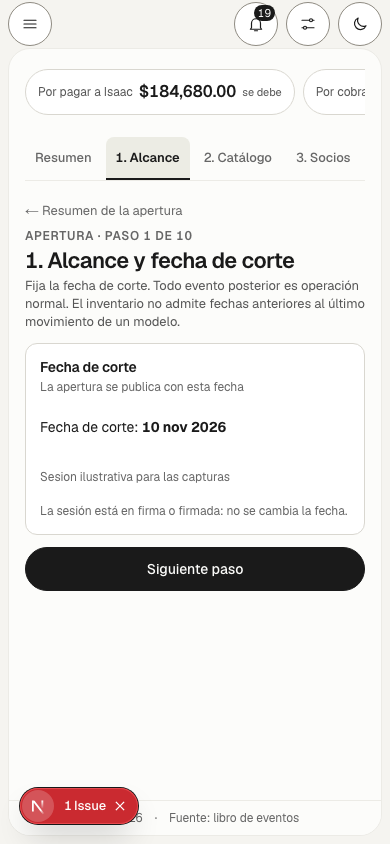 19
Por pagar a Isaac $184,680.00 se debe
Por cobra
Resumen
1. Alcance
2. Catálogo
3. Socios
← Resumen de la apertura
APERTURA · PASO 1 DE 10
1. Alcance y fecha de corte
Fija la fecha de corte. Todo evento posterior es operación
normal. El inventario no admite fechas anteriores al último
movimiento de un modelo.
Fecha de corte
La apertura se publica con esta fecha
Fecha de corte: 10 nov 2026
Sesion ilustrativa para las capturas
La sesión está en firma o firmada: no se cambia la fecha.
Siguiente paso
N 1 Issue
· Fuente: libro de eventos